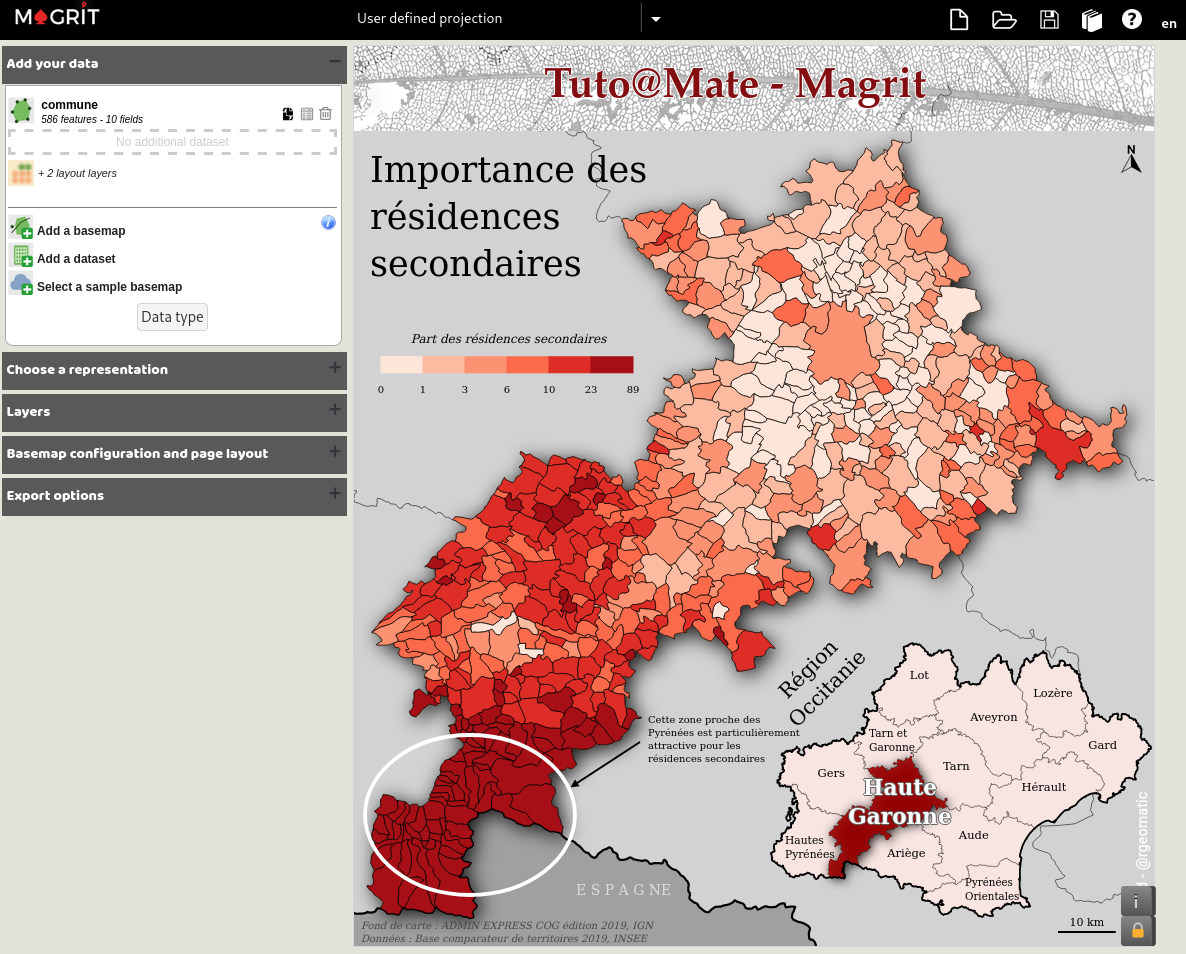 MAGRIT
User defined projection
en
Add your data
commune
586 features - 10 fields
No additional dataset
+ 2 layout layers
Add a basemap
Add a dataset
Select a sample basemap
Data type
Choose a representation
Layers
Basemap configuration and page layout
Export options
Tuto@Mate - Magrit
N
Importance des
résidences
secondaires
Part des résidences secondaires
0 1 3 6 10 23 89
Cette zone proche des
Pyrénées est particulièrement
attractive pour les
résidences secondaires
Région
Occitanie
Lot
Lozère
Aveyron
Tarn et
Garonne
Gard
Gers
Tarn
Hérault
Haute
Garonne
Aude
Hautes
Pyrénées
Ariège
Pyrénées
Orientales
- @rgeomatic
ESPAGNE
10 km
Fond de carte : ADMIN EXPRESS COG édition 2019, IGN
Données : Base comparateur de territoires 2019, INSEE